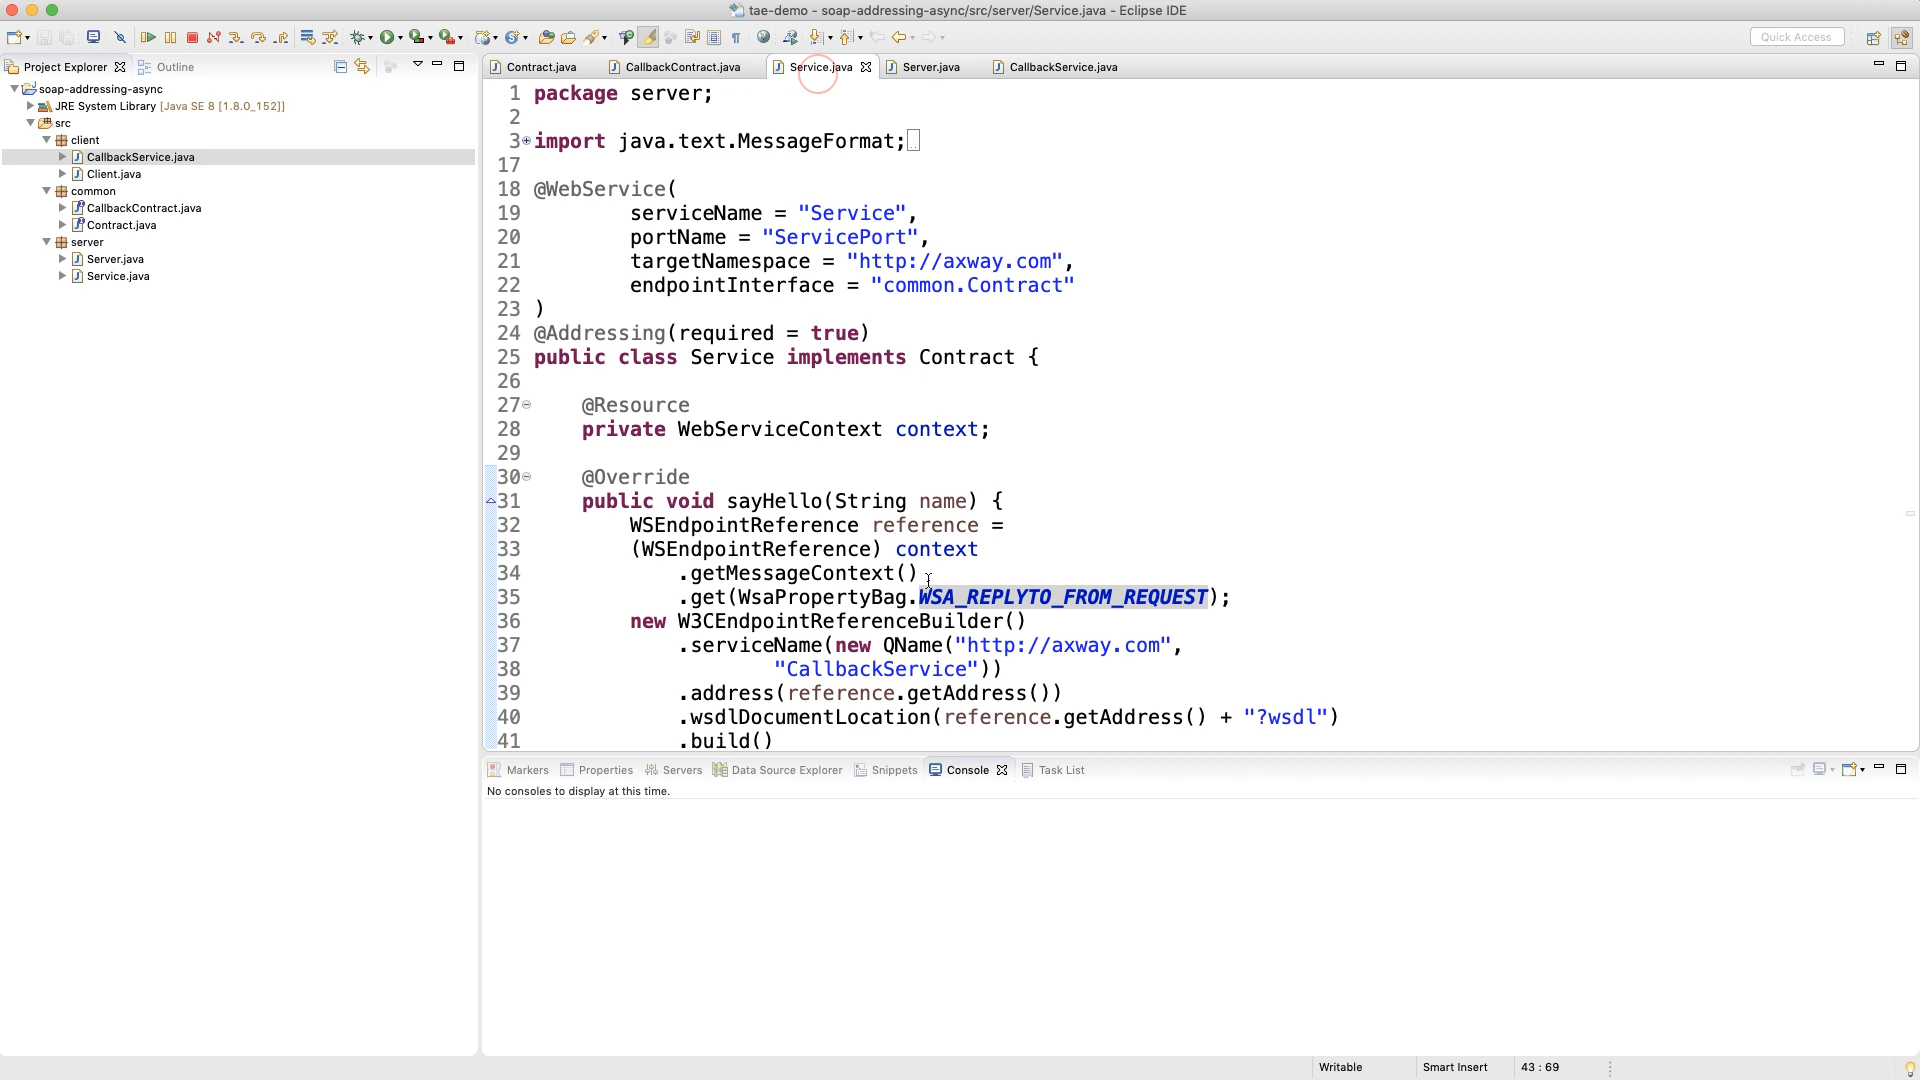 tae-demo - soap-addressing-async/src/server/Service.java - Eclipse IDE
Quick Access
Project Explorer
Outline
soap-addressing-async
JRE System Library [Java SE 8 [1.8.0_152]]
src
client
CallbackService.java
Client.java
common
CallbackContract.java
Contract.java
server
Server.java
Service.java
Contract.java
CallbackContract.java
Service.java
Server.java
CallbackService.java
1 package server;
2
3 import java.text.MessageFormat;
17
18 @WebService(
19 serviceName = "Service",
20 portName = "ServicePort",
21 targetNamespace = "http://axway.com",
22 endpointInterface = "common.Contract"
23 )
24 @Addressing(required = true)
25 public class Service implements Contract {
26
27 @Resource
28 private WebServiceContext context;
29
30 @Override
31 public void sayHello(String name) {
32 WSEndpointReference reference =
33 (WSEndpointReference) context
34 .getMessageContext()
35 .get(WsaPropertyBag.WSA_REPLYTO_FROM_REQUEST);
36 new W3CEndpointReferenceBuilder()
37 .serviceName(new QName("http://axway.com",
38 "CallbackService"))
39 .address(reference.getAddress())
40 .wsdlDocumentLocation(reference.getAddress() + "?wsdl")
41 .build()
Markers
Properties
Servers
Data Source Explorer
Snippets
Console
Task List
No consoles to display at this time.
Writable
Smart Insert
43 : 69